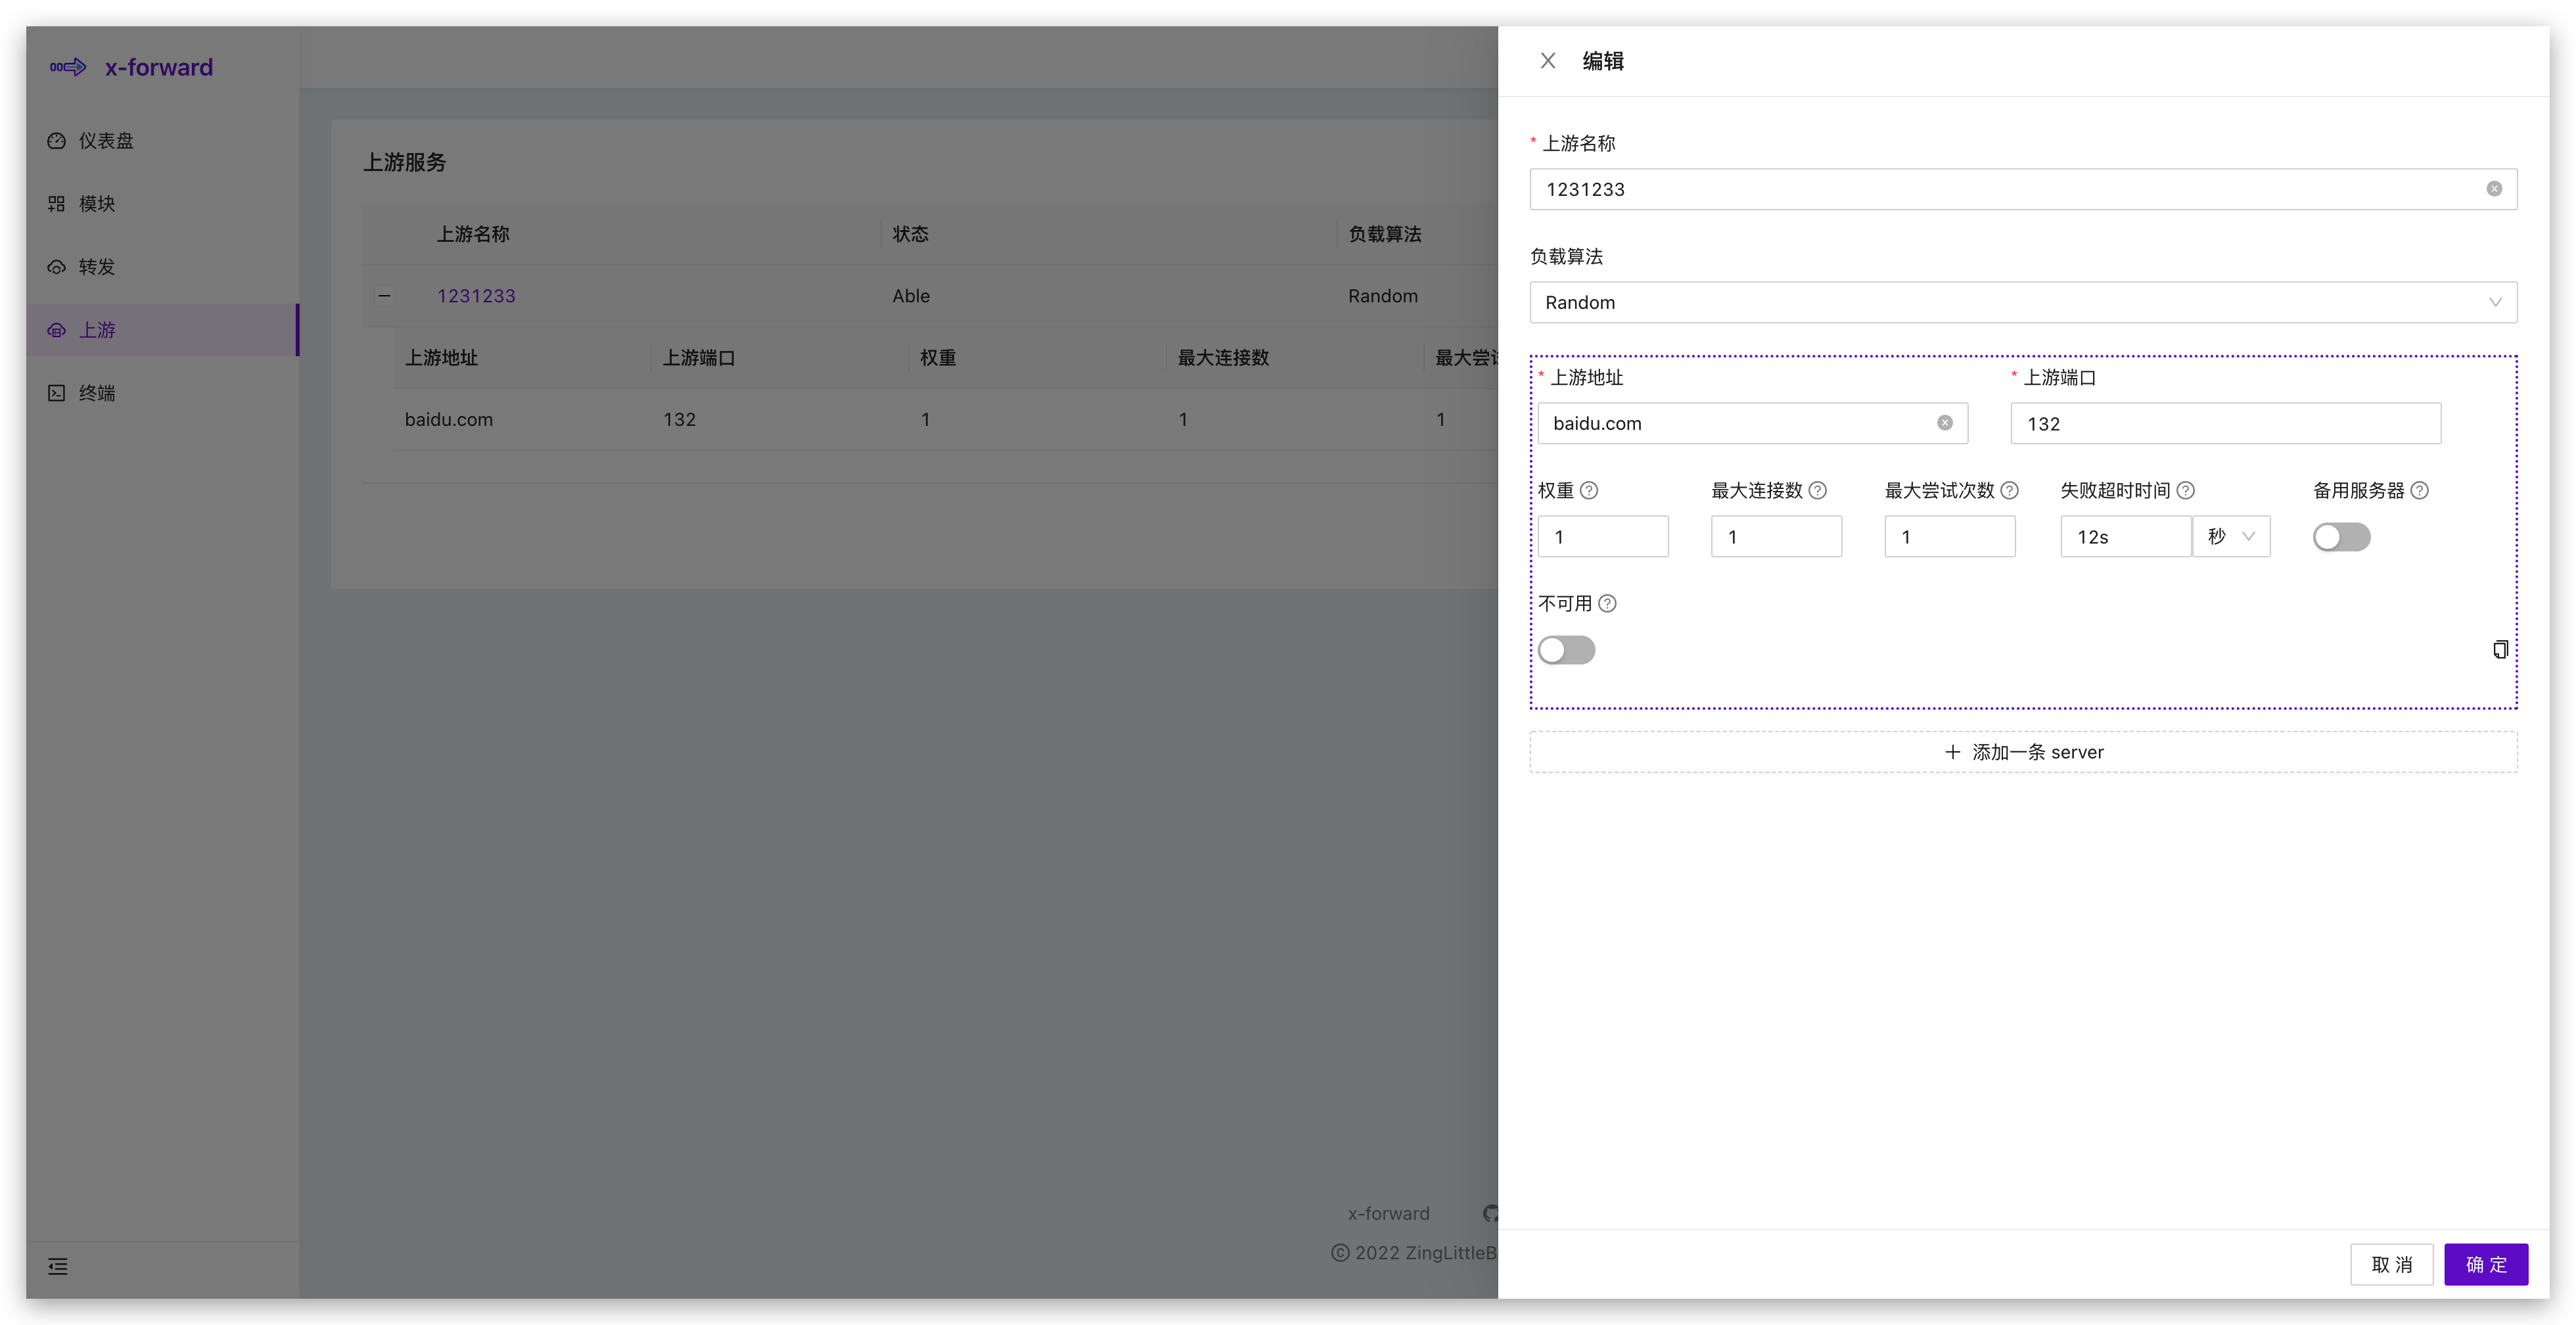 x-forward
仪表盘
模块
转发
上游
终端
上游服务
上游名称 状态 负载算法
1231233 Able Random
上游地址 上游端口 权重 最大连接数 最大尝
baidu.com 132 1 1 1
x-forward
© 2022 ZingLittleB
编辑
* 上游名称
1231233
负载算法
Random
* 上游地址 * 上游端口
baidu.com 132
权重 最大连接数 最大尝试次数 失败超时时间 备用服务器
1 1 1 12s 秒
不可用
+ 添加一条 server
取 消 确 定